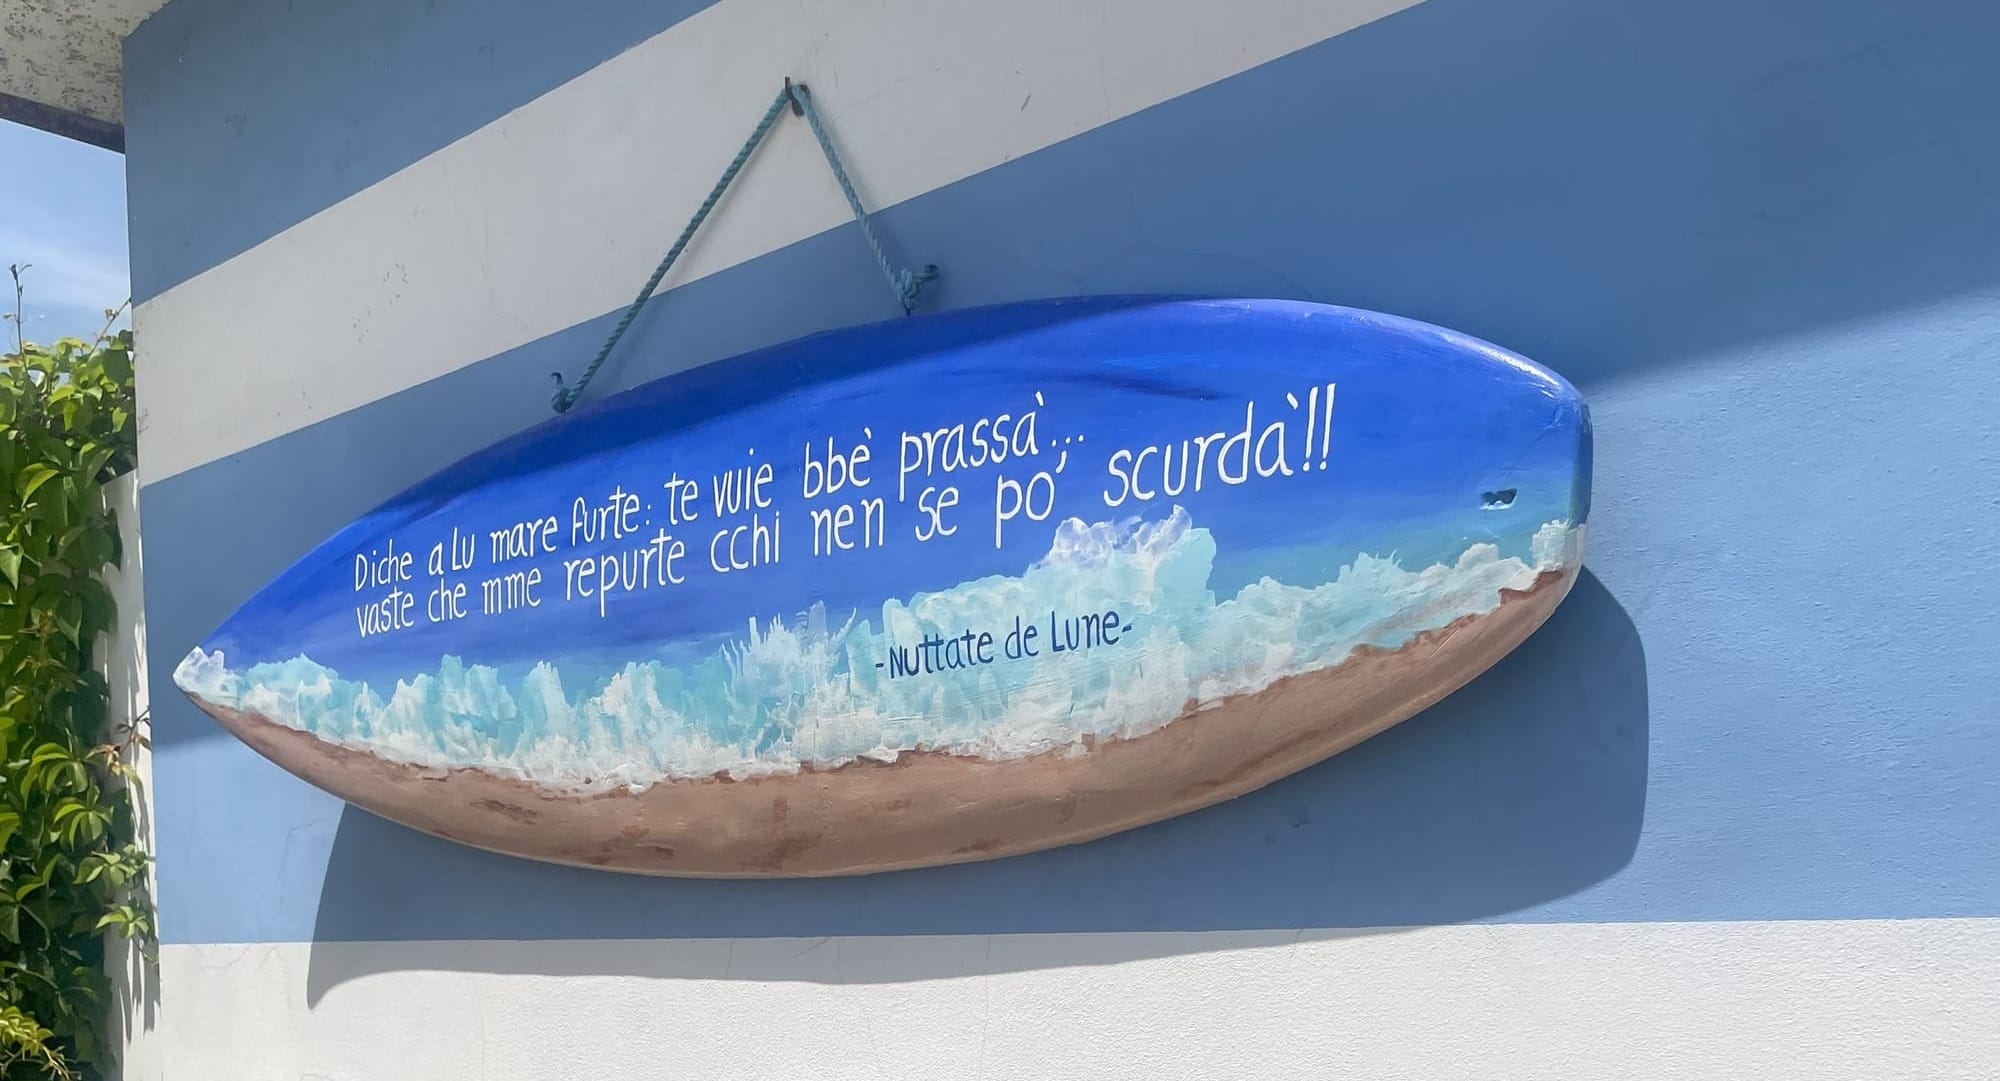 Diche a lu mare furte: te vuie bbè prassà...
vaste che mme repurte cchi nen se po' scurdà!!
-Nuttate de Lune-